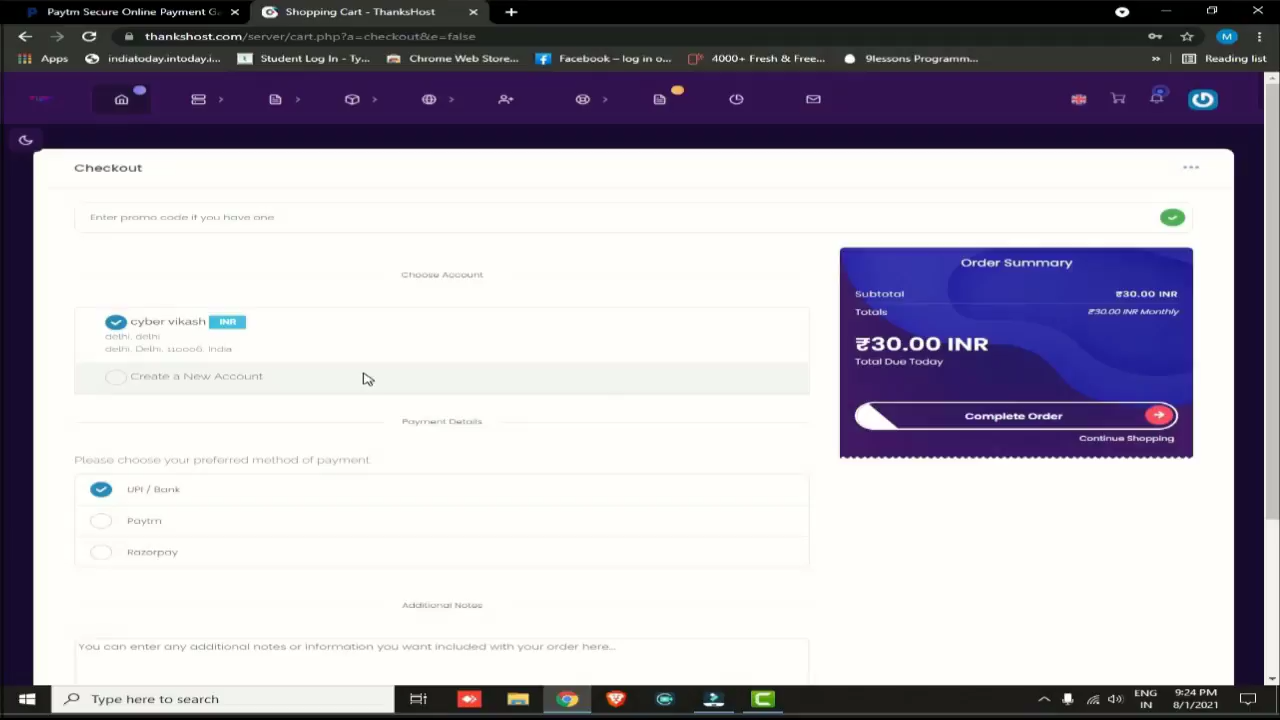 Paytm Secure Online Payment Ga
Shopping Cart - ThanksHost
thankshost.com/server/cart.php?a=checkout&e=false
M
Apps
indiatoday.intoday.i...
Student Log In - Ty...
Chrome Web Store...
Facebook – log in o...
4000+ Fresh & Free...
9lessons Programm...
»
Reading list
Checkout
Enter promo code if you have one
Choose Account
cyber vikash INR
delhi, delhi
delhi, Delhi, 110006, India
Create a New Account
Payment Details
Please choose your preferred method of payment.
UPI / Bank
Paytm
Razorpay
Additional Notes
You can enter any additional notes or information you want included with your order here...
Order Summary
Subtotal ₹30.00 INR
Totals ₹30.00 INR Monthly
₹30.00 INR
Total Due Today
Complete Order
Continue Shopping
Type here to search
ENG
IN
9:24 PM
8/1/2021